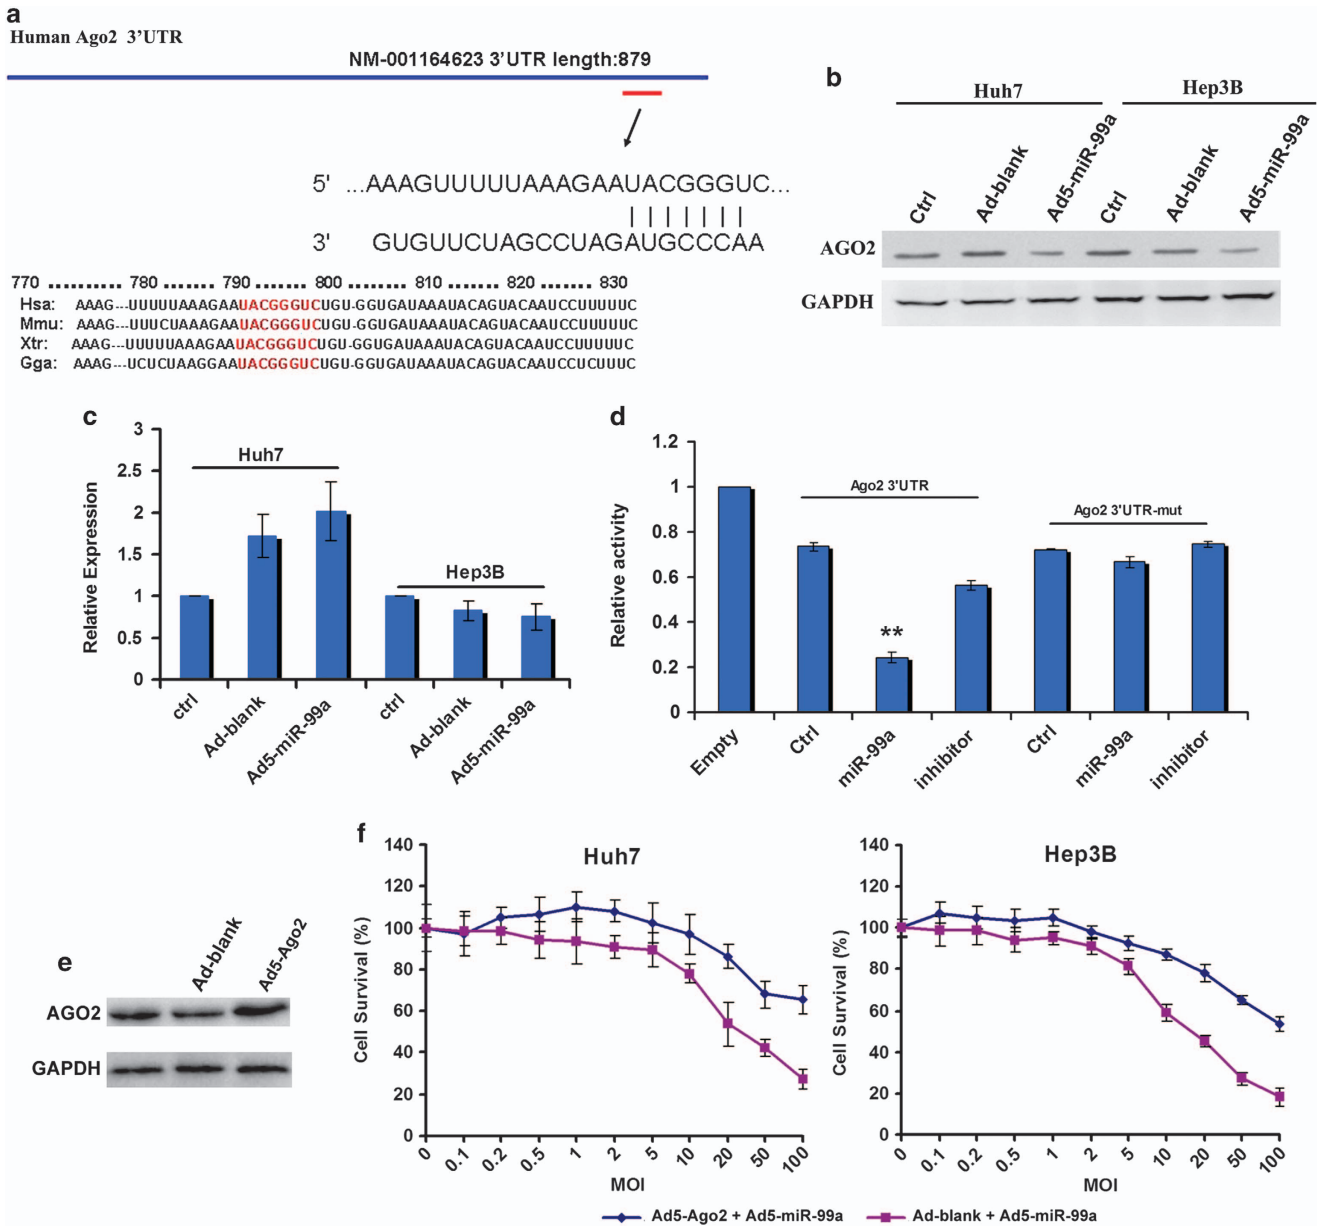 a
Human Ago2 3’UTR
NM-001164623 3’UTR length:879
5' ...AAAGUUUUUAAAGAAUACGGGUC...
3' GUGUUCUAGCCUAGAUGCCCAA
770 .......... 780 ......... 790 ....... 800 ........ 810 ........ 820 ........ 830
Hsa: AAAG---UUUUUAAAGAAUACGGGUCUGU-GGUGAUAAAUACAGUACAAUCCUUUUUC
Mmu: AAAG---UUUCUAAAGAAUACGGGUCUGU-GGUGAUAAAUACAGUACAAUCCUUUUUC
Xtr: AAAG---UUUUUAAAGAAUACGGGUCUGU-GGUGAUAAAUACAGUACAAUCCUUUUUC
Gga: AAAG---UCUCUAAGGAAUACGGGUCUGU-GGUGAUAAAUACAGUACAAUCCUCUUUC
b
Huh7 Hep3B
Ctrl Ad-blank Ad5-miR-99a Ctrl Ad-blank Ad5-miR-99a
AGO2
GAPDH
c
Relative Expression
3
2.5
2
1.5
1
0.5
0
Huh7
Hep3B
ctrl Ad-blank Ad5-miR-99a ctrl Ad-blank Ad5-miR-99a
d
Relative activity
1.2
1
0.8
0.6
0.4
0.2
0
Ago2 3'UTR
Ago2 3'UTR-mut
**
Empty Ctrl miR-99a inhibitor Ctrl miR-99a inhibitor
e
Ad-blank Ad5-Ago2
AGO2
GAPDH
f
Huh7
Cell Survival (%)
140
120
100
80
60
40
20
0
0 0.1 0.2 0.5 1 2 5 10 20 50 100
MOI
Hep3B
Cell Survival (%)
140
120
100
80
60
40
20
0
0 0.1 0.2 0.5 1 2 5 10 20 50 100
MOI
Ad5-Ago2 + Ad5-miR-99a Ad-blank + Ad5-miR-99a